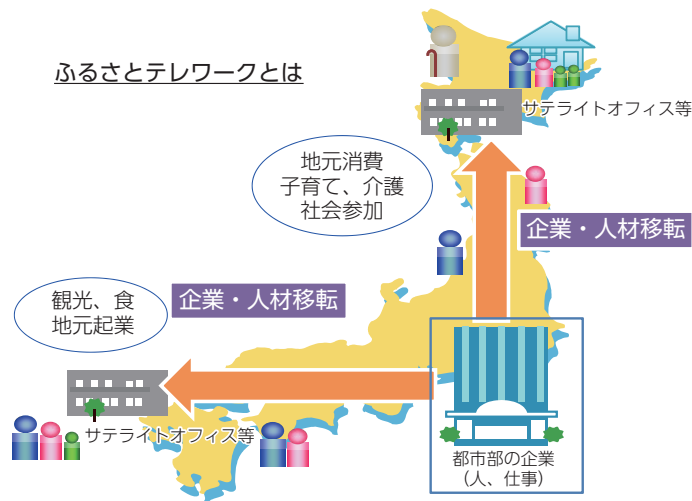 ふるさとテレワークとは
サテライトオフィス等
地元消費
子育て、介護
社会参加
企業・人材移転
観光、食
地元起業
企業・人材移転
サテライトオフィス等
都市部の企業
(人、仕事)